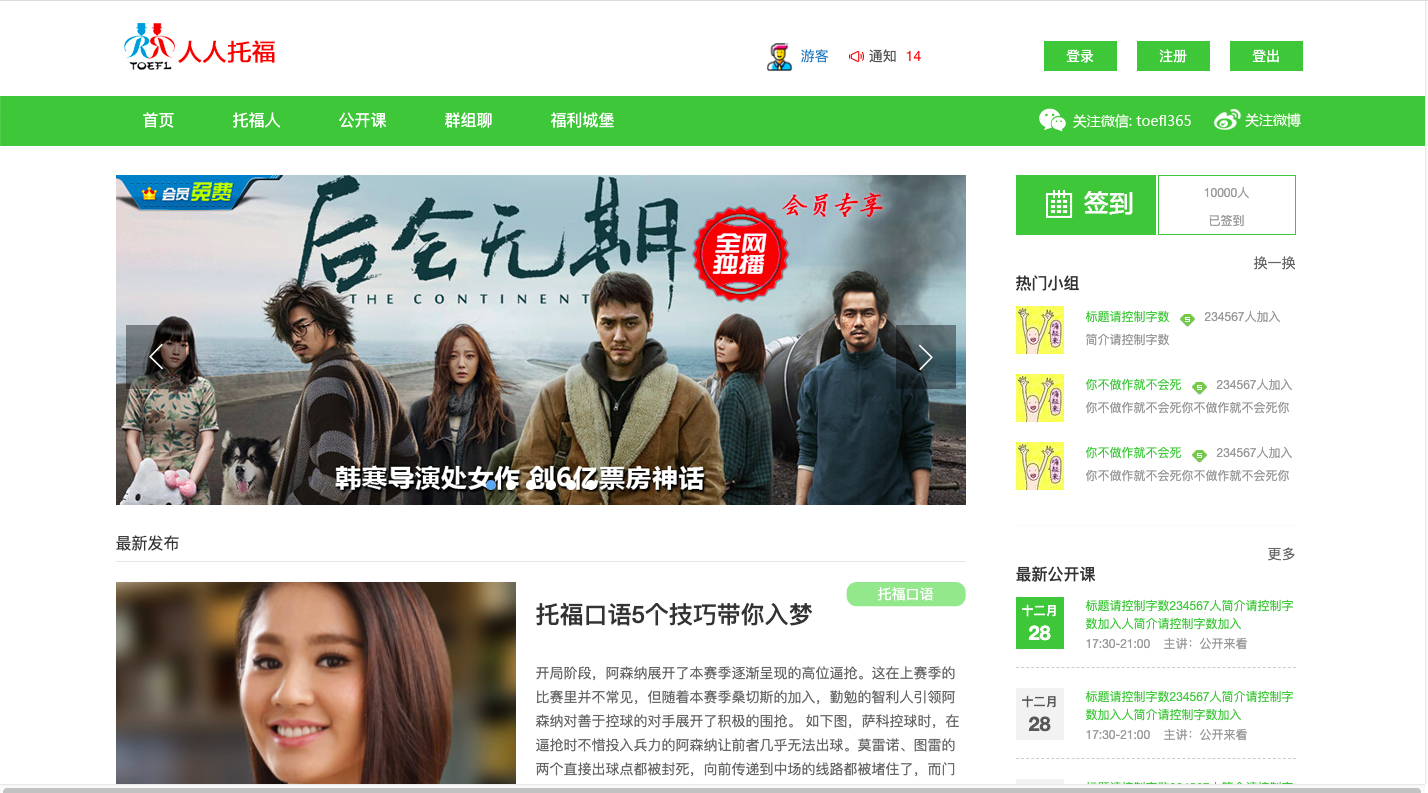 TOEFL
人人托福
游客
通知 14
登录
注册
登出
首页
托福人
公开课
群组聊
福利城堡
关注微信: toefl365
关注微博
会员免费
后会无期
THE CONTINENT
全网
独播
会员专享
韩寒导演处女作 创6亿票房神话
签到
10000人
已签到
换一换
热门小组
嗨起来
标题请控制字数 5 234567人加入
简介请控制字数
嗨起来
你不做作就不会死 5 234567人加入
你不做作就不会死你不做作就不会死你
嗨起来
你不做作就不会死 5 234567人加入
你不做作就不会死你不做作就不会死你
最新发布
托福口语
托福口语5个技巧带你入梦
开局阶段，阿森纳展开了本赛季逐渐呈现的高位逼抢。这在上赛季的
比赛里并不常见，但随着本赛季桑切斯的加入，勤勉的智利人引领阿
森纳对善于控球的对手展开了积极的围抢。 如下图，萨科控球时，在
逼抢时不惜投入兵力的阿森纳让前者几乎无法出球。莫雷诺、图雷的
两个直接出球点都被封死，向前传递到中场的线路都被堵住了，而门
更多
最新公开课
十二月
28
标题请控制字数234567人简介请控制字
数加入人简介请控制字数加入
17:30-21:00 主讲：公开来看
十二月
28
标题请控制字数234567人简介请控制字
数加入人简介请控制字数加入
17:30-21:00 主讲：公开来看